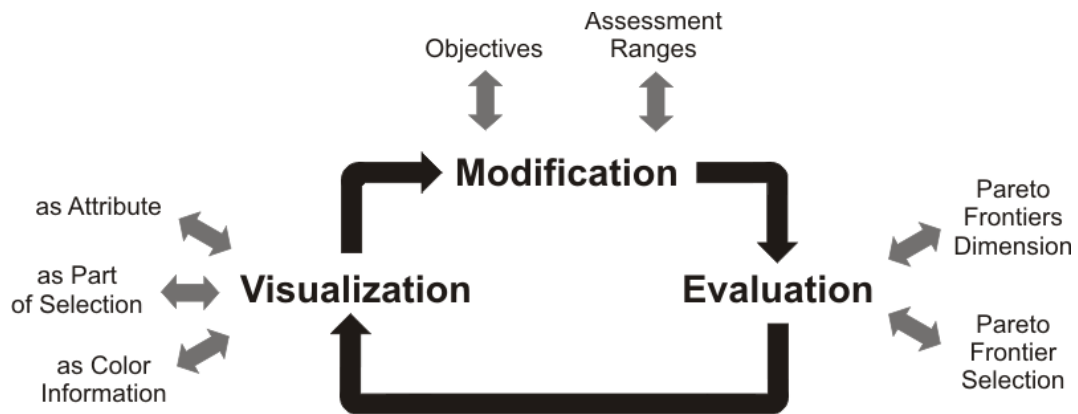 Objectives
Assessment
Ranges
Modification
as Attribute
Pareto
Frontiers
Dimension
as Part
of Selection
Visualization
Evaluation
as Color
Information
Pareto
Frontier
Selection